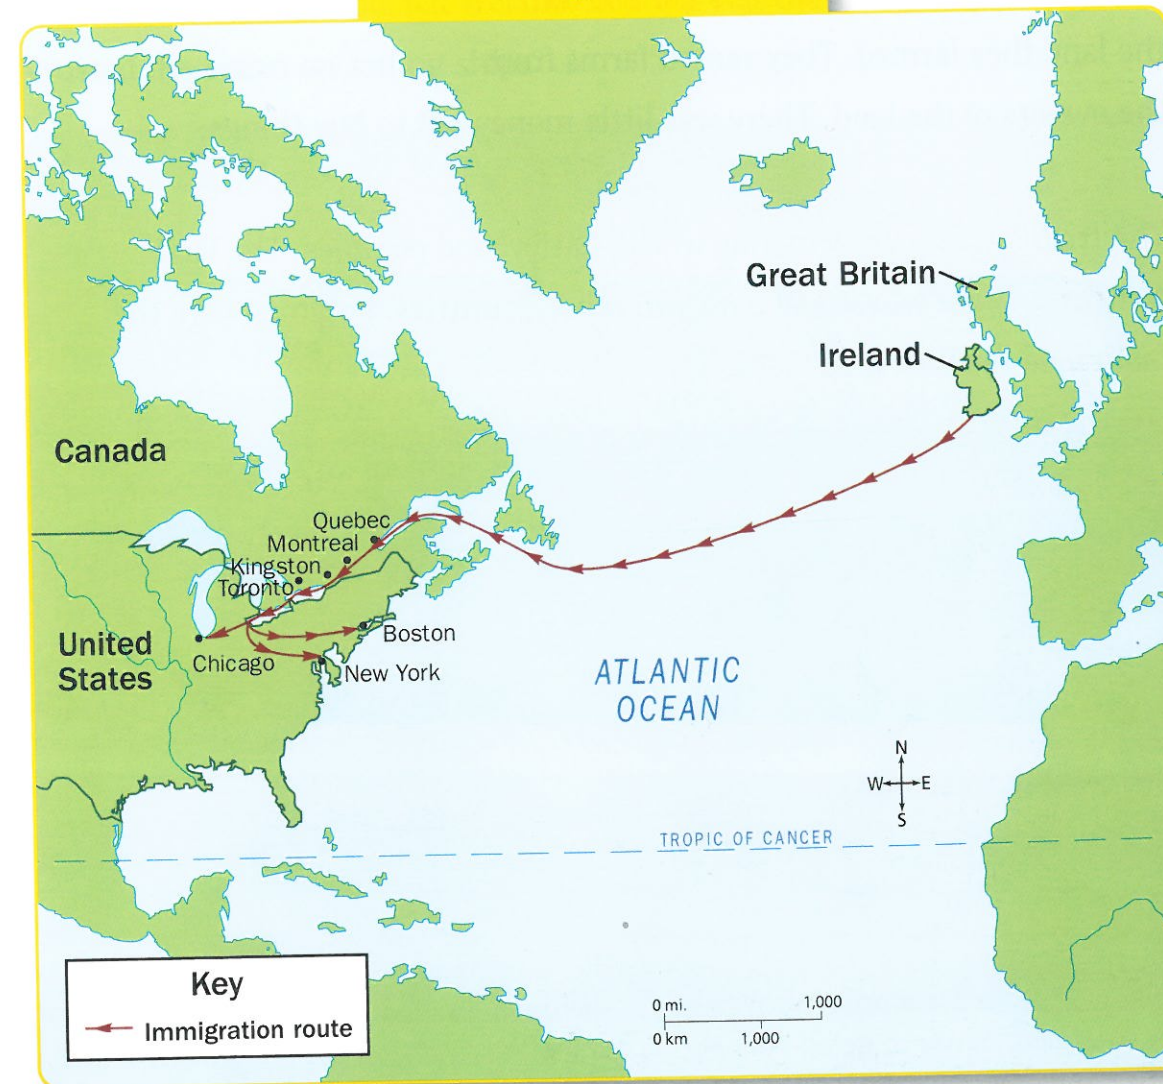 Great Britain
Ireland
Canada
Quebec
Montreal
Kingston
Toronto
United
States
Chicago
Boston
New York
ATLANTIC
OCEAN
N
W
E
S
TROPIC OF CANCER
Key
Immigration route
0 mi.
1,000
0 km
1,000